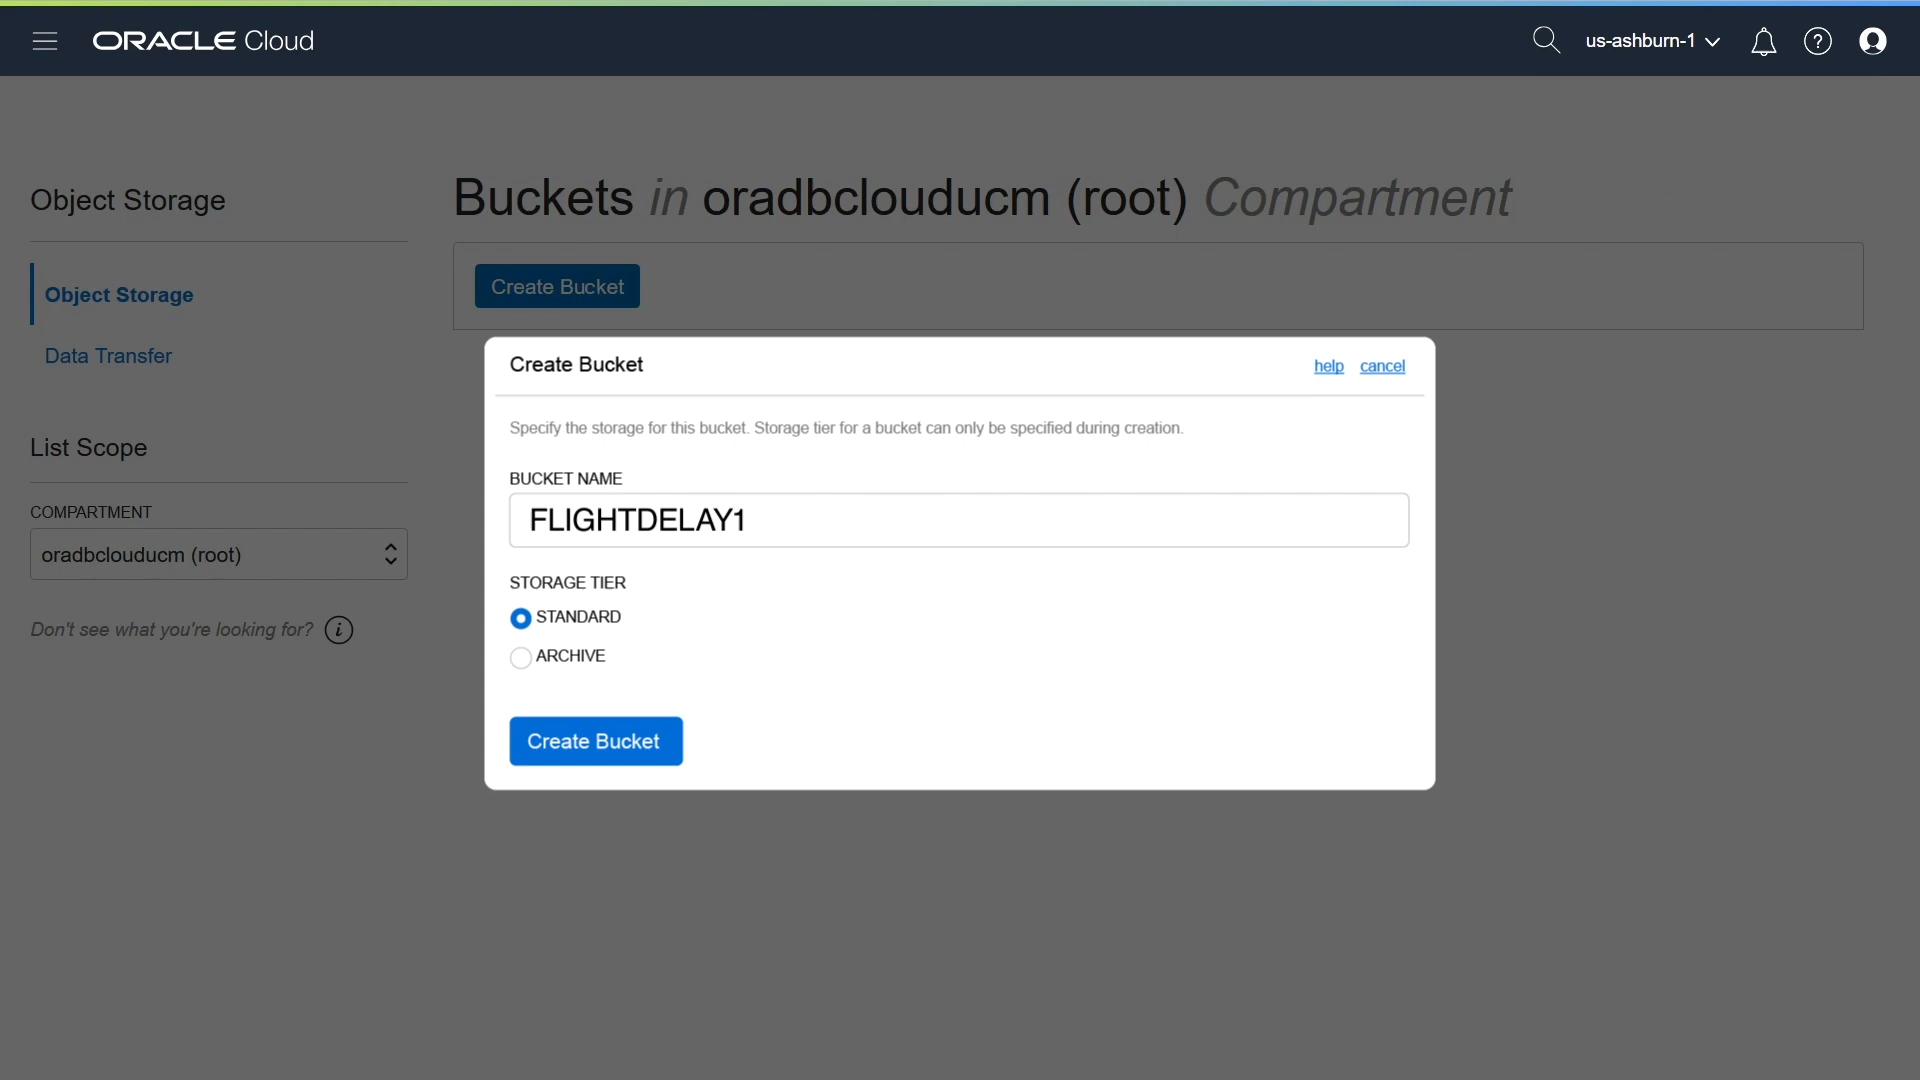 ORACLE Cloud
us-ashburn-1
Object Storage
Object Storage
Data Transfer
List Scope
COMPARTMENT
oradbclouducm (root)
Don't see what you're looking for?
Buckets in oradbclouducm (root) Compartment
Create Bucket
Create Bucket
help cancel
Specify the storage for this bucket. Storage tier for a bucket can only be specified during creation.
BUCKET NAME
FLIGHTDELAY1
STORAGE TIER
STANDARD
ARCHIVE
Create Bucket